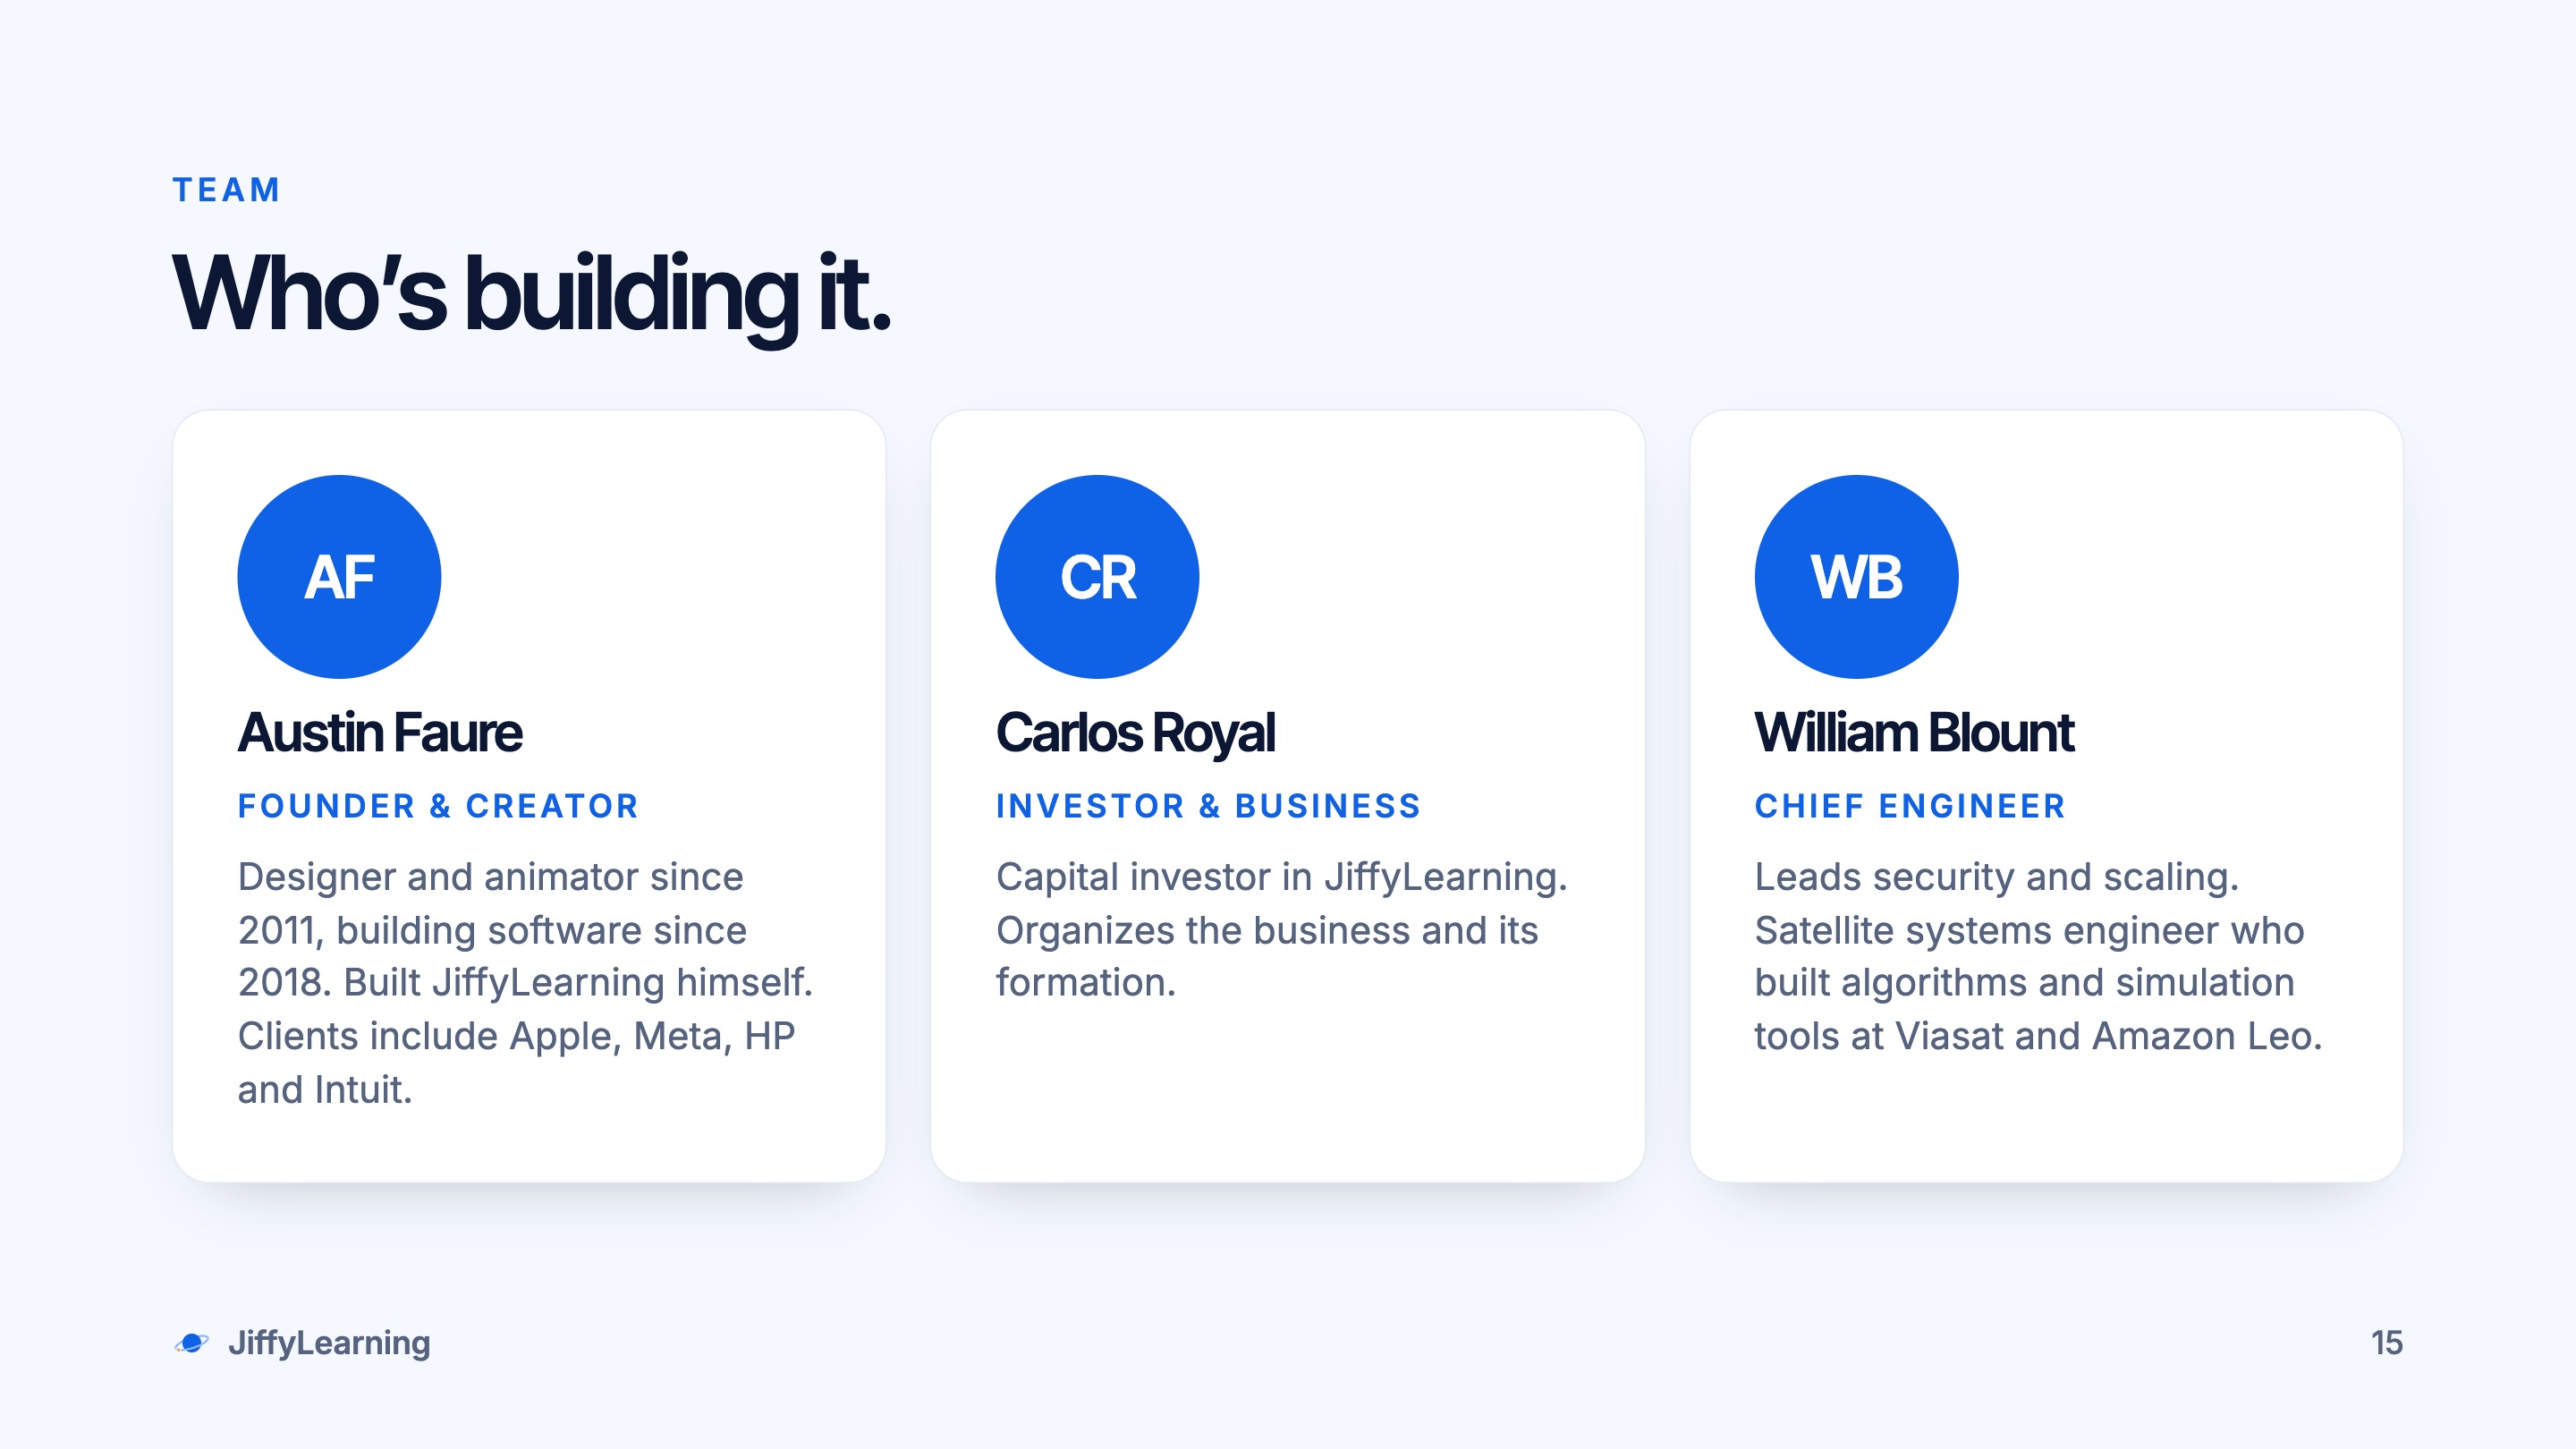 TEAM
Who’s building it.
AF
Austin Faure
FOUNDER & CREATOR
Designer and animator since
2011, building software since
2018. Built JiffyLearning himself.
Clients include Apple, Meta, HP
and Intuit.
CR
Carlos Royal
INVESTOR & BUSINESS
Capital investor in JiffyLearning.
Organizes the business and its
formation.
WB
William Blount
CHIEF ENGINEER
Leads security and scaling.
Satellite systems engineer who
built algorithms and simulation
tools at Viasat and Amazon Leo.
JiffyLearning
15